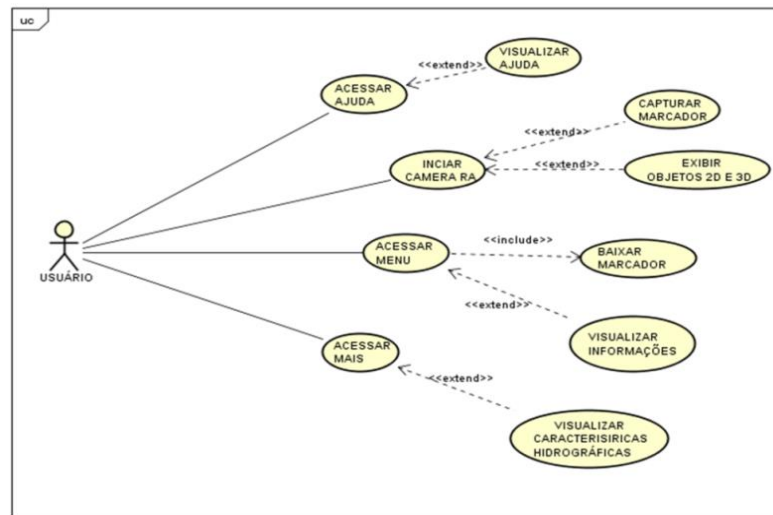 uc
<<extend>>
VISUALIZAR
AJUDA
ACESSAR
AJUDA
CAPTURAR
MARCADOR
<<extend>>
INCIAR
CAMERA RA
<<extend>>
EXIBIR
OBJETOS 2D E 3D
USUÁRIO
ACESSAR
MENU
<<include>>
BAIXAR
MARCADOR
<<extend>>
VISUALIZAR
INFORMAÇÕES
ACESSAR
MAIS
<<extend>>
VISUALIZAR
CARACTERISIRICAS
HIDROGRÁFICAS